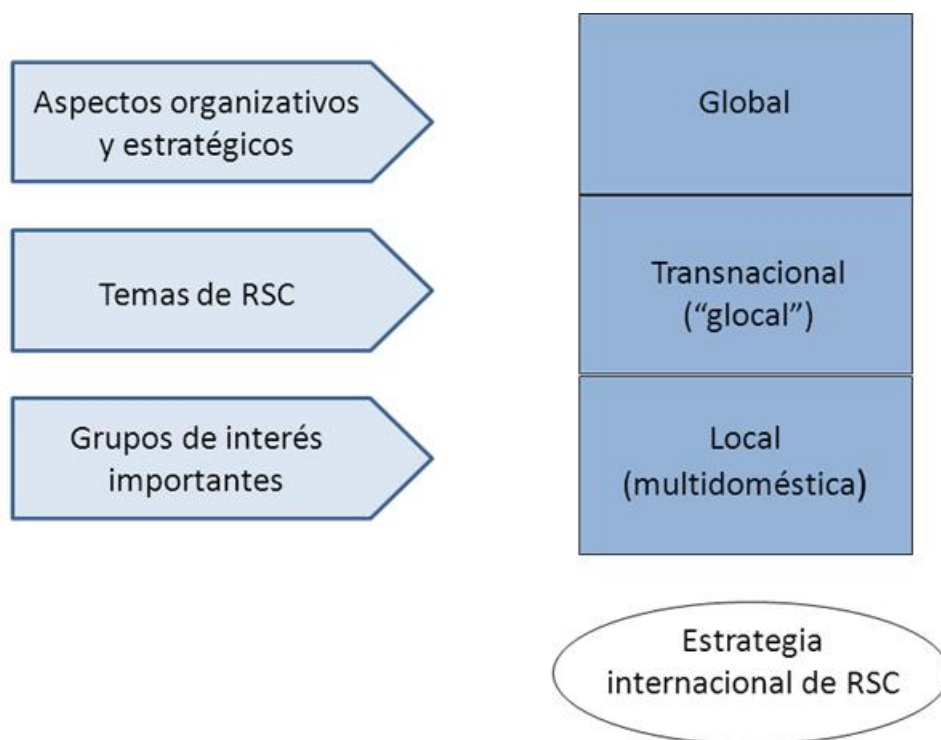 Aspectos organizativos
y estratégicos
Global
Temas de RSC
Transnacional
(“glocal”)
Grupos de interés
importantes
Local
(multidoméstica)
Estrategia
internacional de RSC